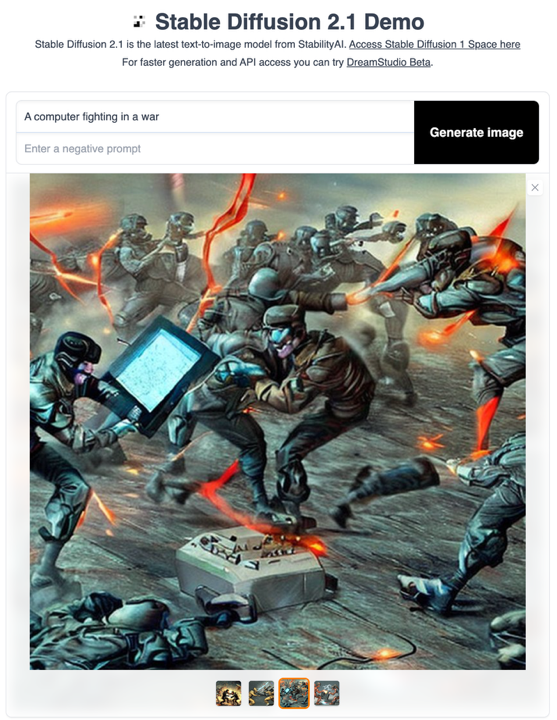 Stable Diffusion 2.1 Demo
Stable Diffusion 2.1 is the latest text-to-image model from StabilityAI. Access Stable Diffusion 1 Space here
For faster generation and API access you can try DreamStudio Beta.
A computer fighting in a war
Generate image
Enter a negative prompt